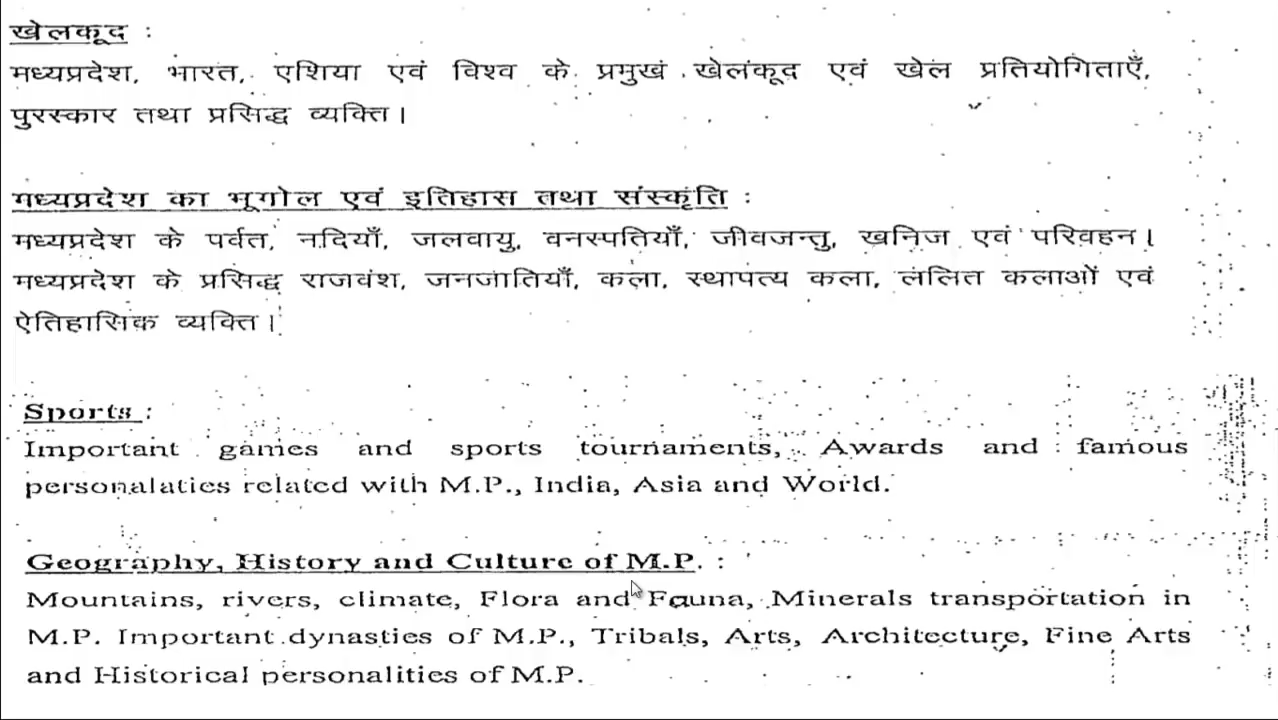 खेलकूद :
मध्यप्रदेश, भारत, एशिया एवं विश्व के प्रमुख खेलकूद एवं खेल प्रतियोगिताएँ,
पुरस्कार तथा प्रसिद्ध व्यक्ति।
मध्यप्रदेश का भूगोल एवं इतिहास तथा संस्कृति :
मध्यप्रदेश के पर्वत, नदियाँ, जलवायु, वनस्पतियाँ, जीवजन्तु, खनिज एवं परिवहन।
मध्यप्रदेश के प्रसिद्ध राजवंश, जनजातियाँ, कला, स्थापत्य कला, ललित कलाओं एवं
ऐतिहासिक व्यक्ति।
Sports :
Important games and sports tournaments, Awards and famous
personalaties related with M.P., India, Asia and World.
Geography, History and Culture of M.P. :
Mountains, rivers, climate, Flora and Fauna, Minerals transportation in
M.P. Important dynasties of M.P., Tribals, Arts, Architecture, Fine Arts
and Historical personalities of M.P.